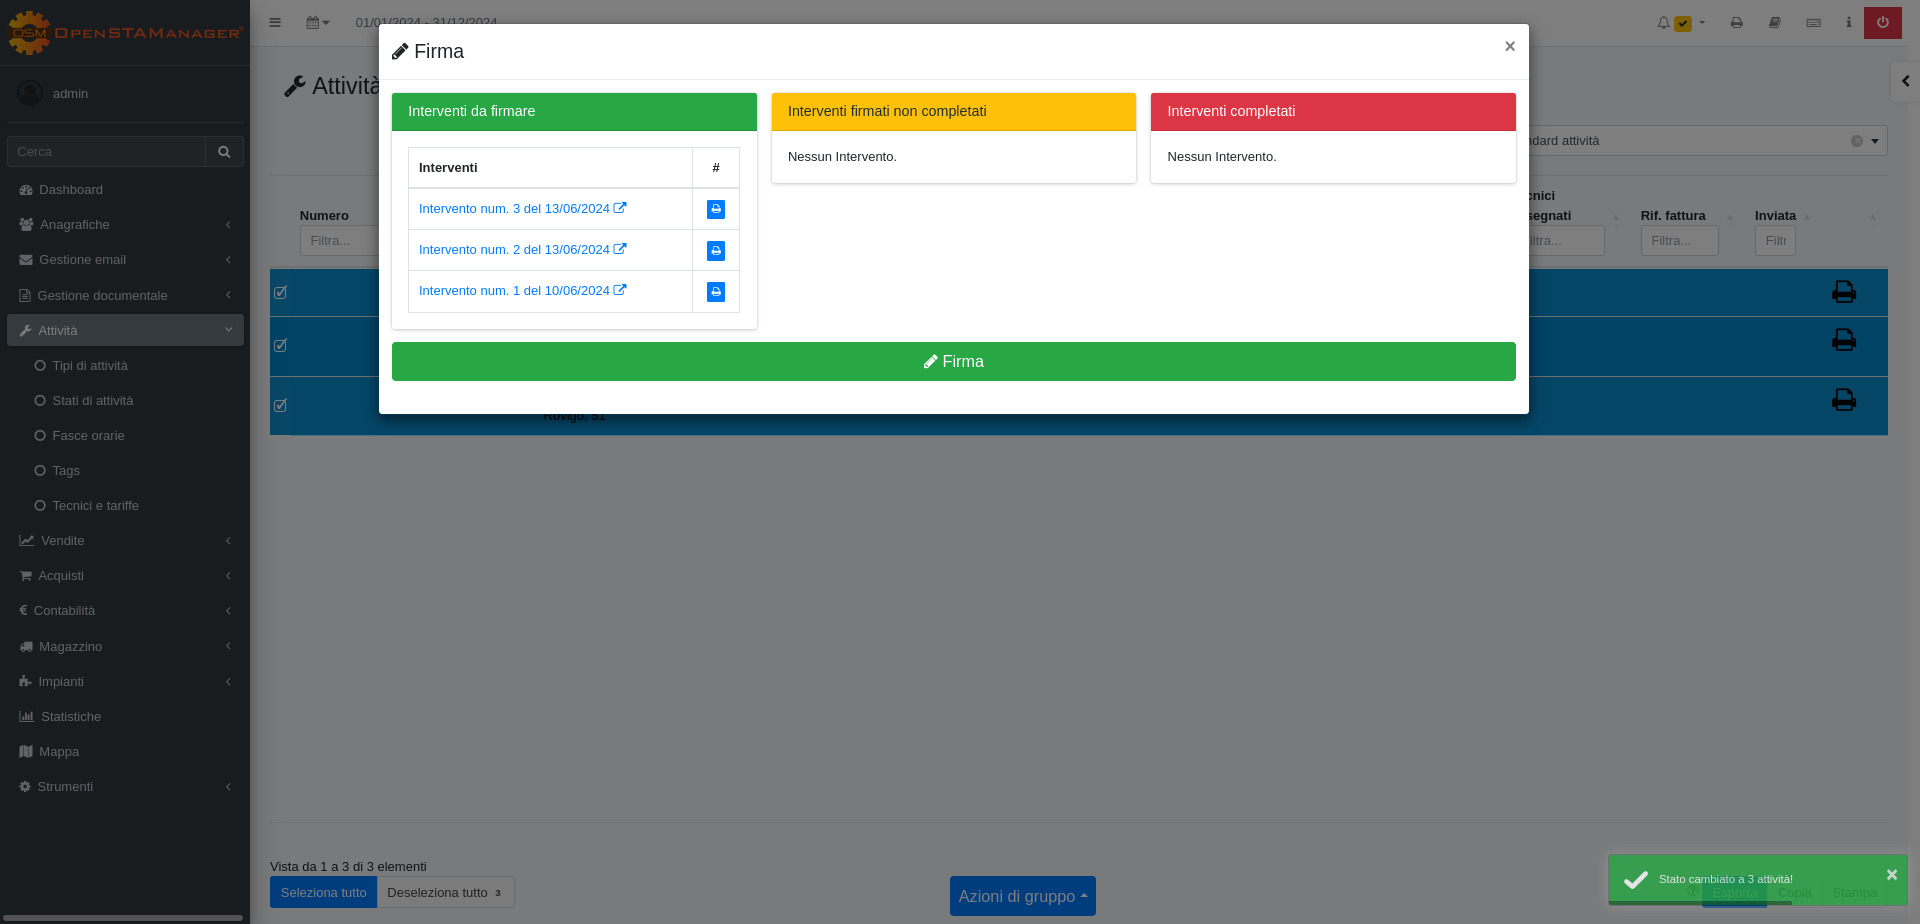 OSM OpenSTAManager
admin
Cerca
Dashboard
Anagrafiche
Gestione email
Gestione documentale
Attività
Tipi di attività
Stati di attività
Fasce orarie
Tags
Tecnici e tariffe
Vendite
Acquisti
Contabilità
Magazzino
Impianti
Statistiche
Mappa
Strumenti
01/01/2024 - 31/12/2024
Attività
ndard attività
Numero
Filtra...
cnici
segnati
iltra...
Rif. fattura
Filtra...
Inviata
Filtr
Firma
×
Interventi da firmare
Interventi #
Intervento num. 3 del 13/06/2024
Intervento num. 2 del 13/06/2024
Intervento num. 1 del 10/06/2024
Interventi firmati non completati
Nessun Intervento.
Interventi completati
Nessun Intervento.
Firma
Rovigo, 51
Vista da 1 a 3 di 3 elementi
Seleziona tutto
Deseleziona tutto 3
Azioni di gruppo
Stato cambiato a 3 attività!
×
Esporta
Copia
Stampa